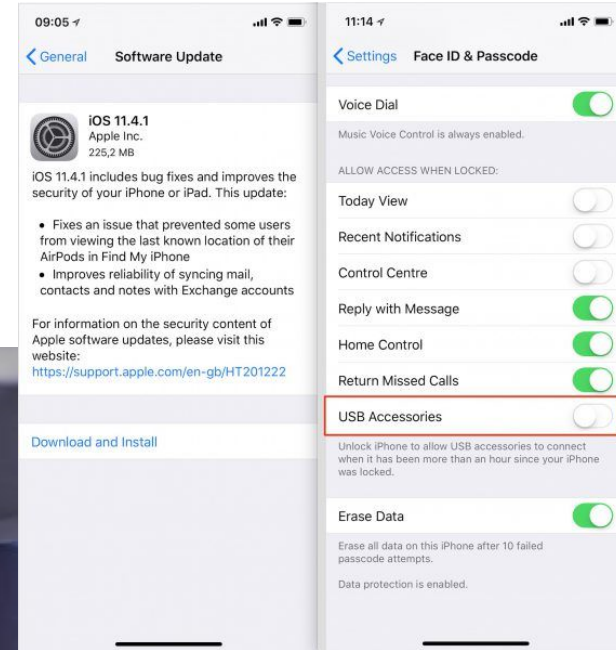 09:05
General
Software Update
iOS 11.4.1
Apple Inc.
225,2 MB
iOS 11.4.1 includes bug fixes and improves the
security of your iPhone or iPad. This update:
• Fixes an issue that prevented some users
from viewing the last known location of their
AirPods in Find My iPhone
• Improves reliability of syncing mail,
contacts and notes with Exchange accounts
For information on the security content of
Apple software updates, please visit this
website:
https://support.apple.com/en-gb/HT201222
Download and Install
11:14
Settings
Face ID & Passcode
Voice Dial
Music Voice Control is always enabled.
ALLOW ACCESS WHEN LOCKED:
Today View
Recent Notifications
Control Centre
Reply with Message
Home Control
Return Missed Calls
USB Accessories
Unlock iPhone to allow USB accessories to connect
when it has been more than an hour since your iPhone
was locked.
Erase Data
Erase all data on this iPhone after 10 failed
passcode attempts.
Data protection is enabled.